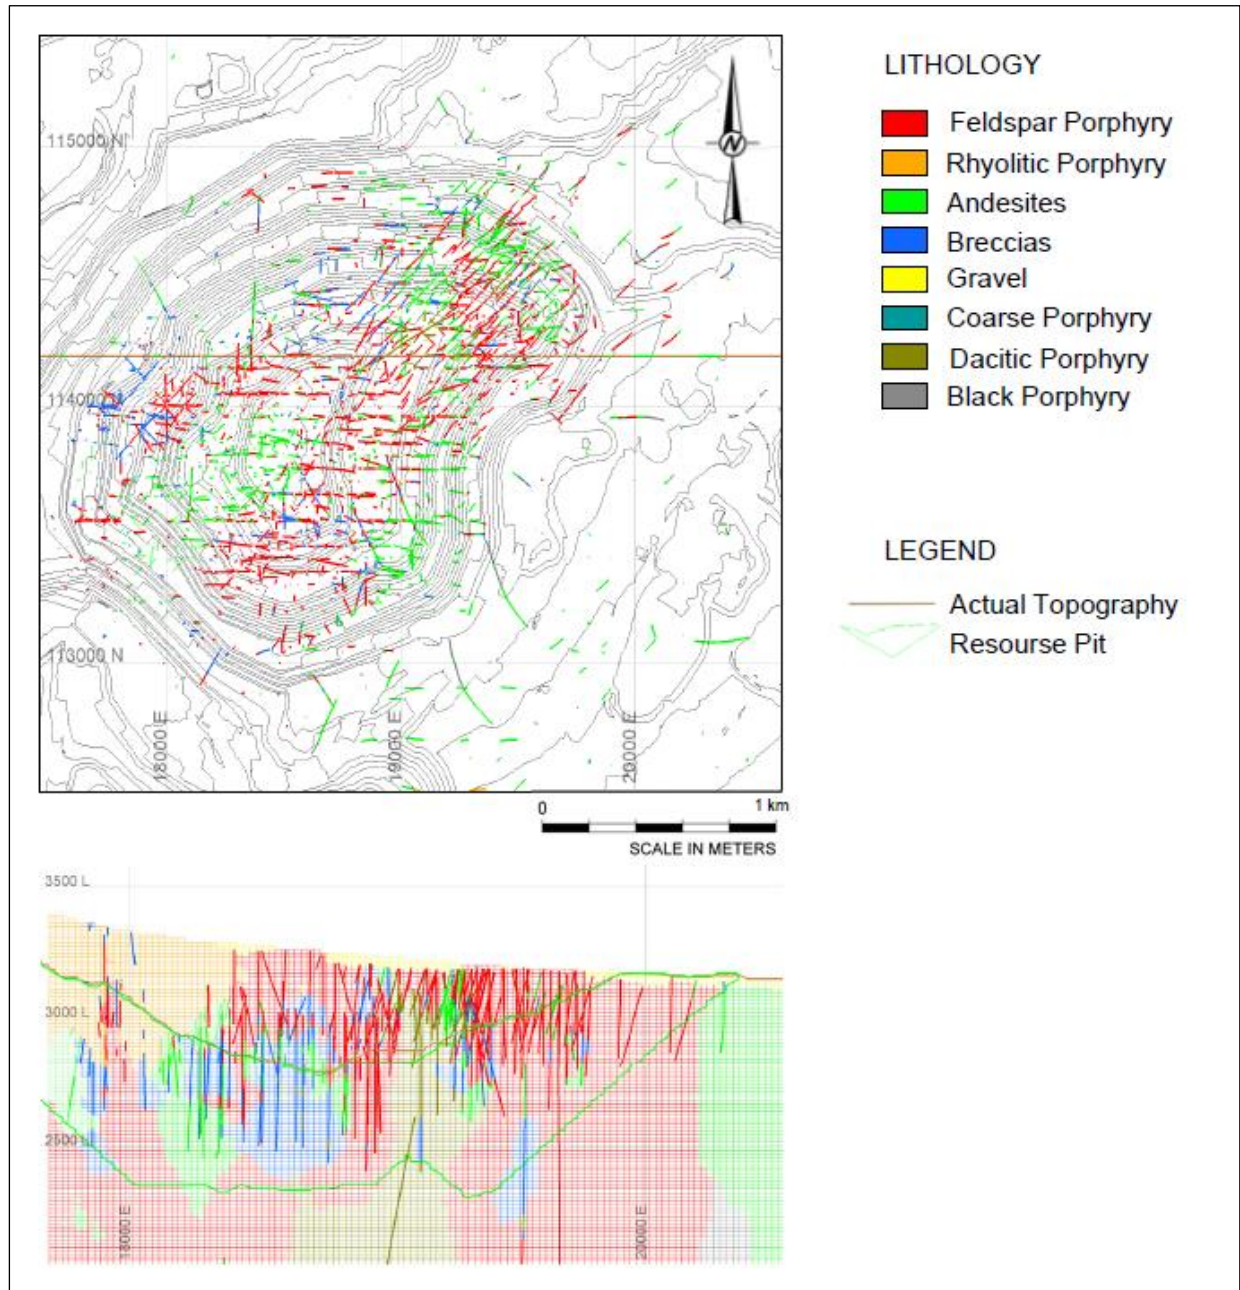 LITHOLOGY
Feldspar Porphyry
Rhyolitic Porphyry
Andesites
Breccias
Gravel
Coarse Porphyry
Dacitic Porphyry
Black Porphyry
LEGEND
Actual Topography
Resourse Pit
N
115000 N
114000 N
113000 N
18000 E
19000 E
20000 E
0 1 km
SCALE IN METERS
3500 L
3000 L
2500 L
18000 E
20000 E